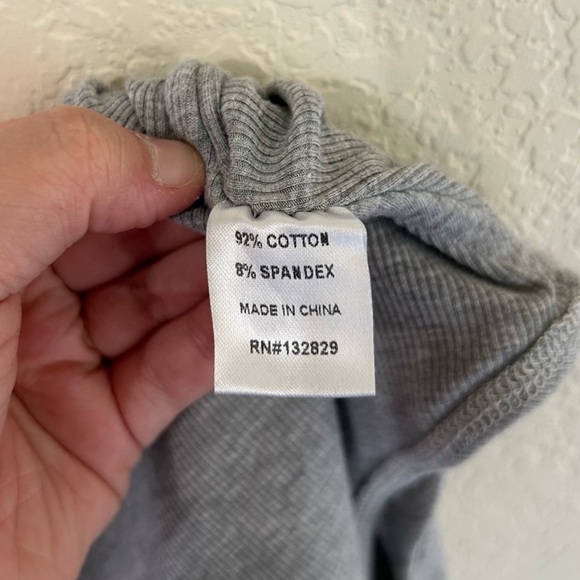 92% COTTON
8% SPANDEX
MADE IN CHINA
RN#132829